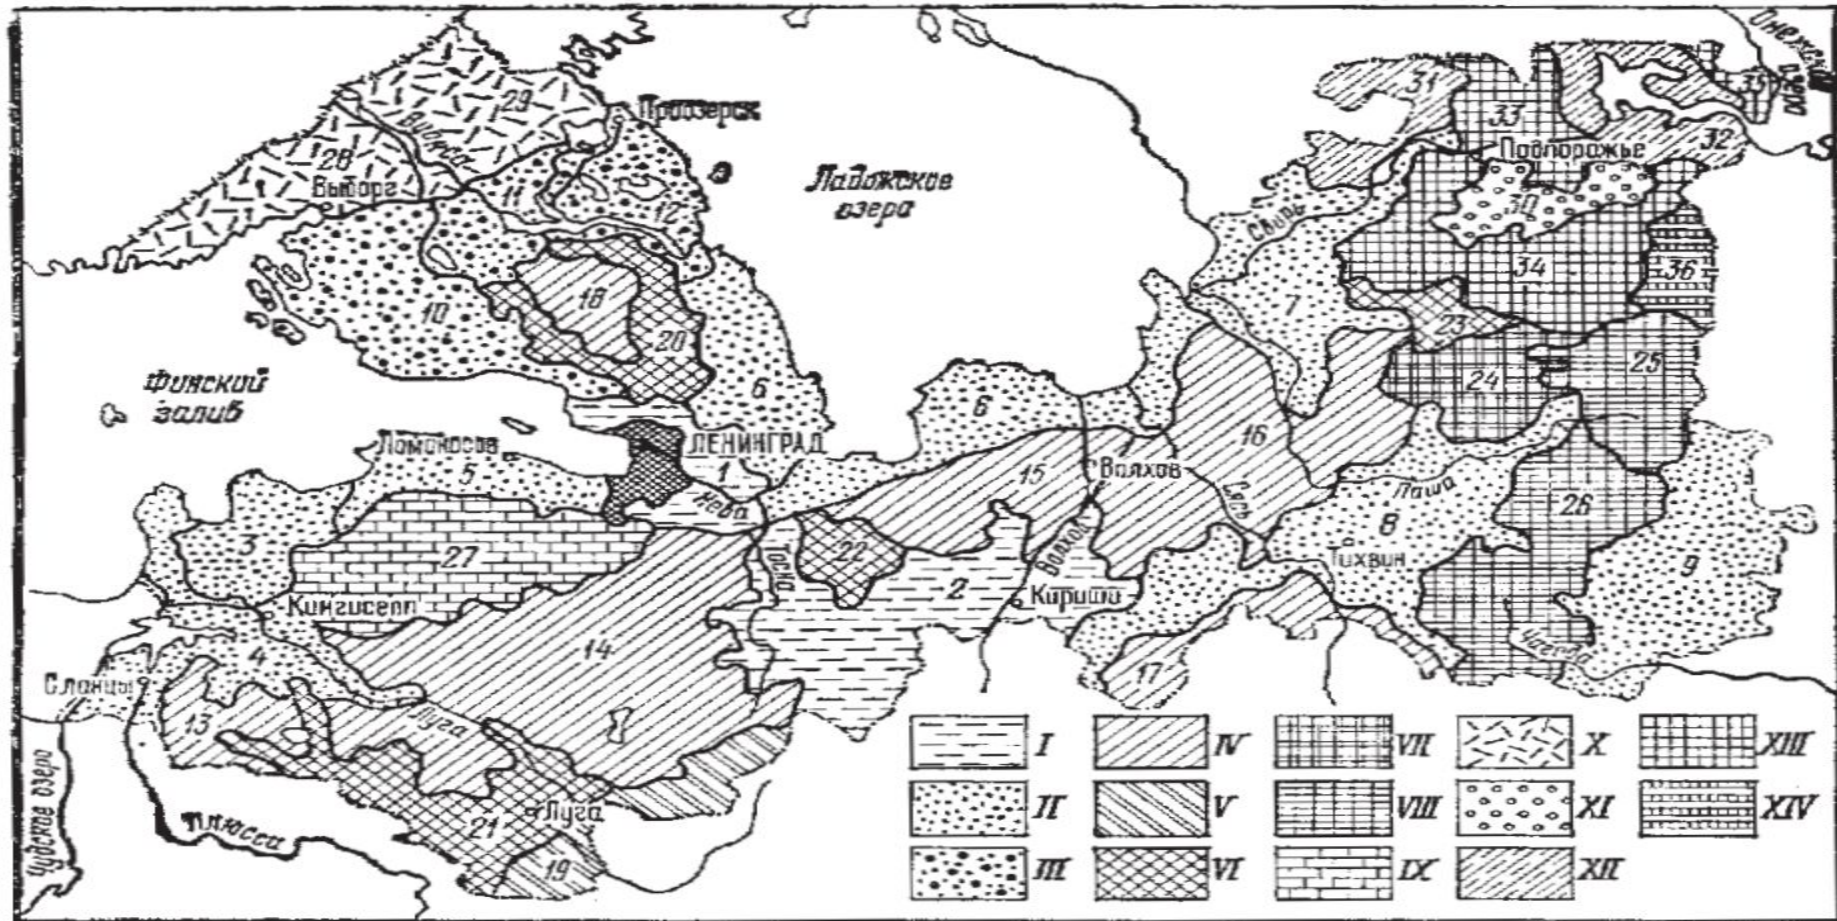 Онежское
озеро
31
33
35
32
29
Приозерск
Вуокса
28
Выборг
11
12
Ладожское
озеро
Подпорожье
30
Свирь
34
36
10
18
20
7
23
Финский
залив
6
6
24
25
Ломоносов
5
ЛЕНИНГРАД
1
Нева
15
Волхов
16
Сясь
Паша
26
3
27
Тосна
22
2
Волхов
8
Тихвин
9
Кингисепп
Кириши
14
4
Сланцы
13
Луга
17
Чагода
Чудское озеро
Плюсса
21
Луга
19
I
IV
VII
X
XIII
II
V
VIII
XI
XIV
III
VI
IX
XII